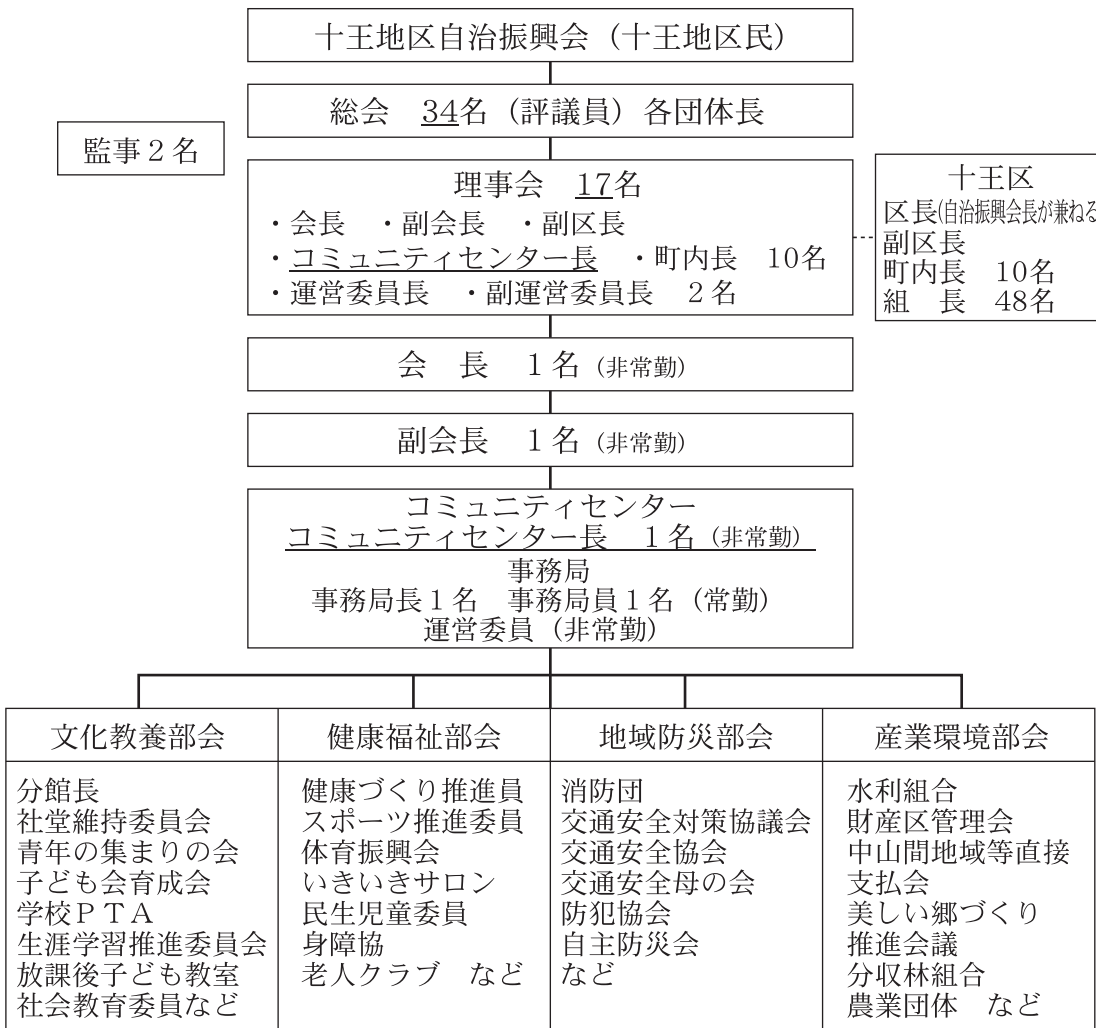 十王地区自治振興会（十王地区民）
総会　34名（評議員）各団体長
監事２名
理事会　17名
・会長　・副会長　・副区長
・コミュニティセンター長　・町内長　10名
・運営委員長　・副運営委員長　２名
十王区
区長(自治振興会長が兼ねる
副区長
町内長　10名
組　長　48名
会　長　１名（非常勤）
副会長　１名（非常勤）
コミュニティセンター
コミュニティセンター長　１名（非常勤）
事務局
事務局長１名　事務局員１名（常勤）
運営委員（非常勤）
文化教養部会
分館長
社堂維持委員会
青年の集まりの会
子ども会育成会
学校ＰＴＡ
生涯学習推進委員会
放課後子ども教室
社会教育委員など
健康福祉部会
健康づくり推進員
スポーツ推進委員
体育振興会
いきいきサロン
民生児童委員
身障協
老人クラブ　など
地域防災部会
消防団
交通安全対策協議会
交通安全協会
交通安全母の会
防犯協会
自主防災会
など
産業環境部会
水利組合
財産区管理会
中山間地域等直接
支払会
美しい郷づくり
推進会議
分収林組合
農業団体　など